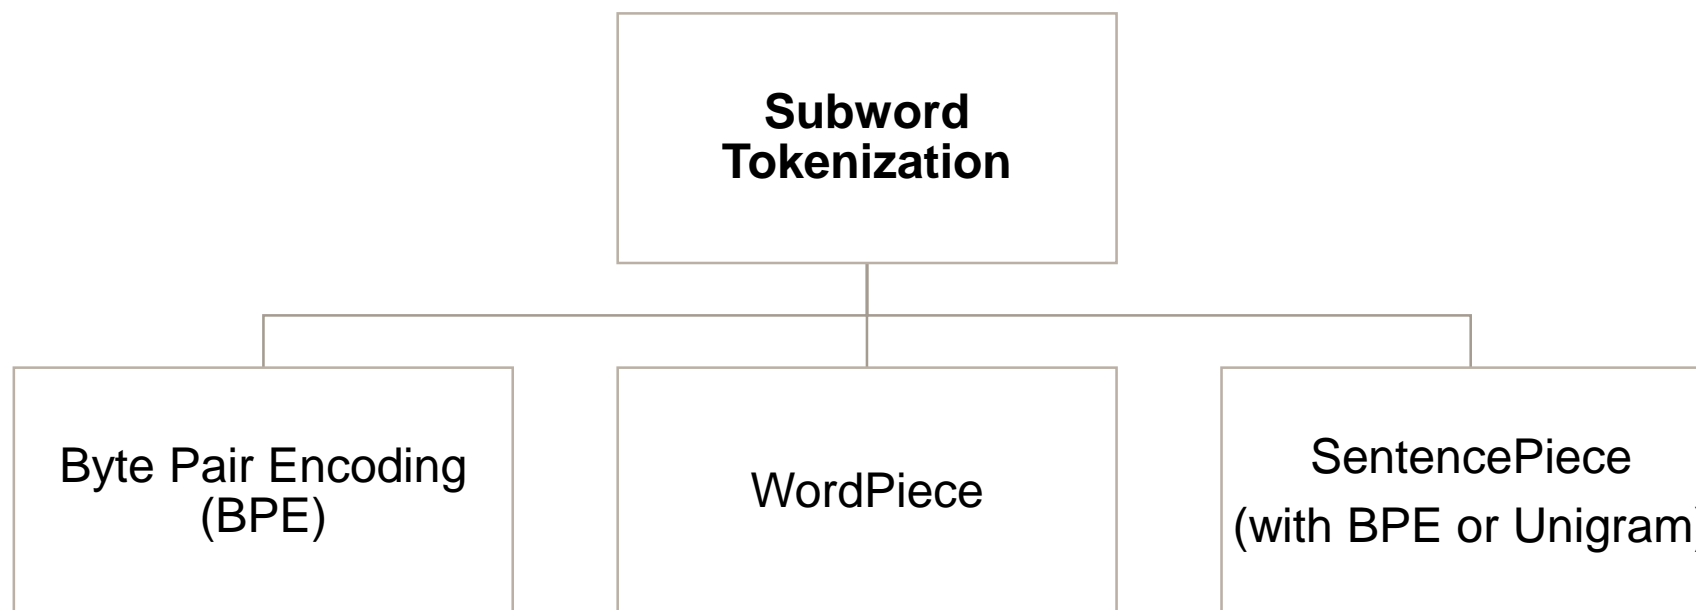 Subword
Tokenization
Byte Pair Encoding
(BPE)
WordPiece
SentencePiece
(with BPE or Unigram)